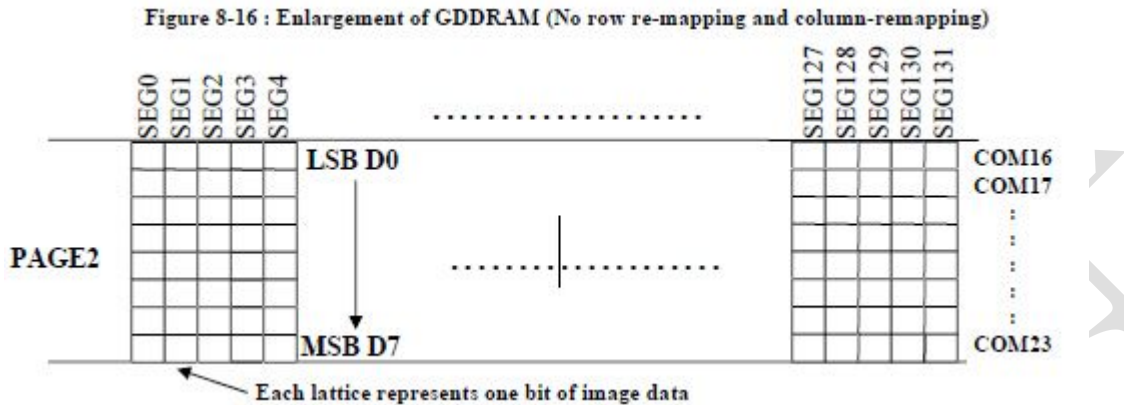 Figure 8-16 : Enlargement of GDDRAM (No row re-mapping and column-remapping)
SEG0
SEG1
SEG2
SEG3
SEG4
. . . . . . . . . . . . . . . . . . . .
SEG127
SEG128
SEG129
SEG130
SEG131
LSB D0
COM16
COM17
:
:
PAGE2
. . . . . . . . . . . . . . . . . . . .
:
:
:
MSB D7
COM23
Each lattice represents one bit of image data